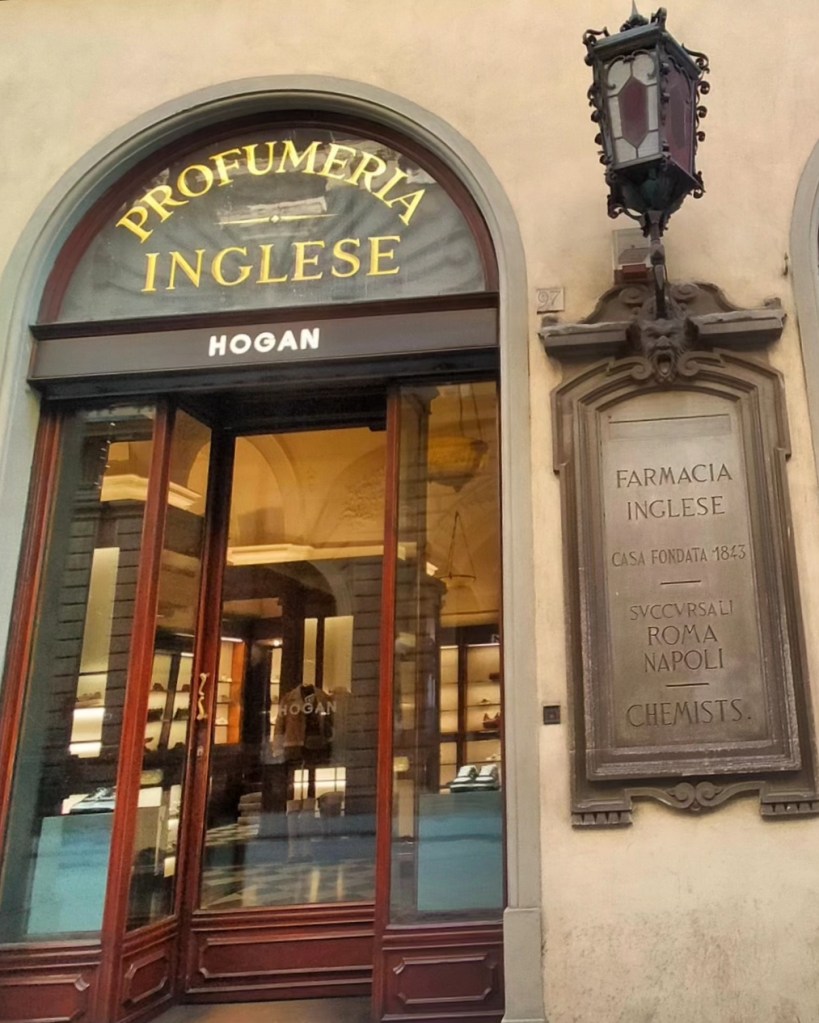 PROFUMERIA
INGLESE
HOGAN
HOGAN
97
FARMACIA
INGLESE
CASA FONDATA 1843
SVCCVRSALI
ROMA
NAPOLI
CHEMISTS.